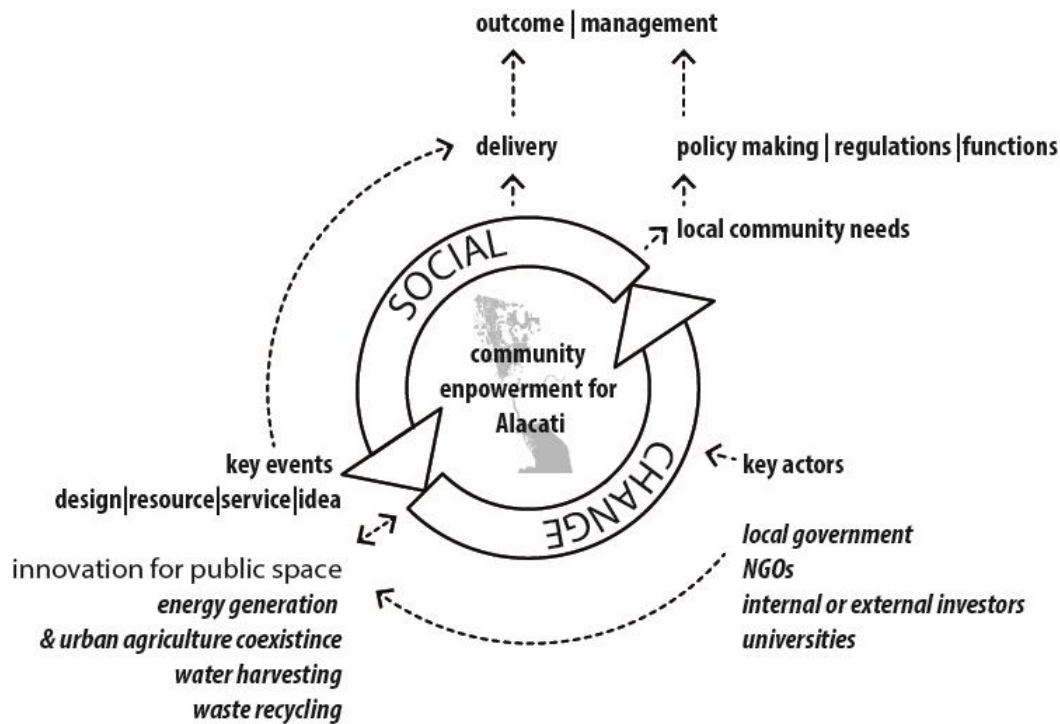 outcome | management
delivery
policy making | regulations |functions
local community needs
SOCIAL
community
enpowerment for
Alacati
CHANGE
key events
design|resource|service|idea
key actors
innovation for public space
energy generation
& urban agriculture coexistince
water harvesting
waste recycling
local government
NGOs
internal or external investors
universities